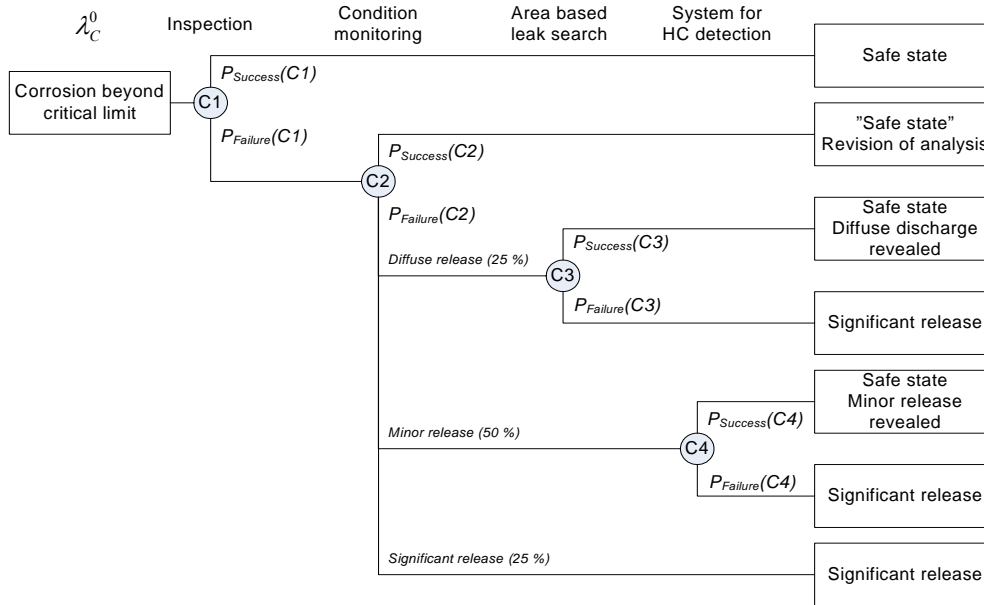 λ⁰_C
Inspection
Condition
monitoring
Area based
leak search
System for
HC detection
Corrosion beyond
critical limit
C1
P_Success(C1)
P_Failure(C1)
Safe state
C2
P_Success(C2)
P_Failure(C2)
”Safe state”
Revision of analysis
Diffuse release (25 %)
C3
P_Success(C3)
P_Failure(C3)
Safe state
Diffuse discharge
revealed
Significant release
Minor release (50 %)
C4
P_Success(C4)
P_Failure(C4)
Safe state
Minor release
revealed
Significant release
Significant release (25 %)
Significant release